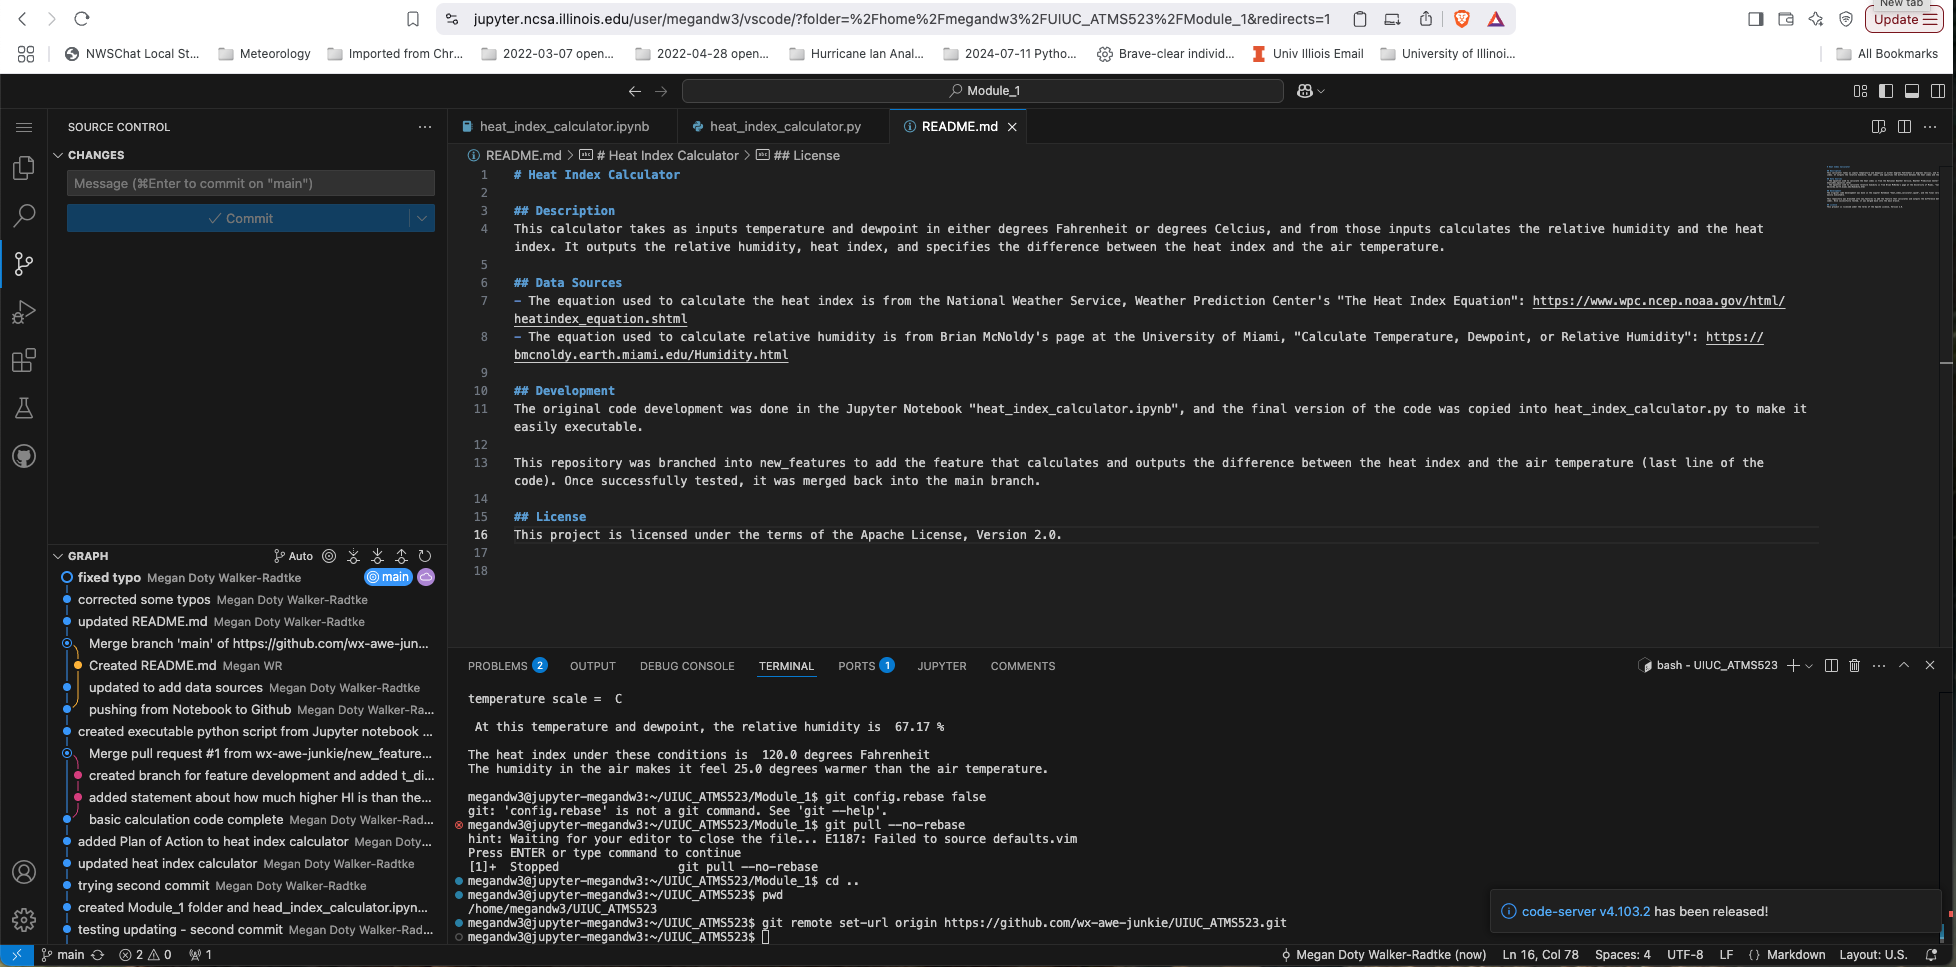 New tab
jupyter.ncsa.illinois.edu/user/megandw3/vscode/?folder=%2Fhome%2Fmegandw3%2FUIUC_ATMS523%2FModule_1&redirects=1
Update
NWSChat Local St...
Meteorology
Imported from Chr...
2022-03-07 open...
2022-04-28 open...
Hurricane Ian Anal...
2024-07-11 Pytho...
Brave-clear individ...
Univ Illiois Email
University of Illinoi...
All Bookmarks
Module_1
SOURCE CONTROL
CHANGES
Message (⌘Enter to commit on "main")
Commit
heat_index_calculator.ipynb
heat_index_calculator.py
README.md
README.md > # Heat Index Calculator > ## License
1 # Heat Index Calculator
2
3 ## Description
4 This calculator takes as inputs temperature and dewpoint in either degrees Fahrenheit or degrees Celcius, and from those inputs calculates the relative humidity and the heat
index. It outputs the relative humidity, heat index, and specifies the difference between the heat index and the air temperature.
5
6 ## Data Sources
7 - The equation used to calculate the heat index is from the National Weather Service, Weather Prediction Center's "The Heat Index Equation": https://www.wpc.ncep.noaa.gov/html/
heatindex_equation.shtml
8 - The equation used to calculate relative humidity is from Brian McNoldy's page at the University of Miami, "Calculate Temperature, Dewpoint, or Relative Humidity": https://
bmcnoldy.earth.miami.edu/Humidity.html
9
10 ## Development
11 The original code development was done in the Jupyter Notebook "heat_index_calculator.ipynb", and the final version of the code was copied into heat_index_calculator.py to make it
easily executable.
12
13 This repository was branched into new_features to add the feature that calculates and outputs the difference between the heat index and the air temperature (last line of the
code). Once successfully tested, it was merged back into the main branch.
14
15 ## License
16 This project is licensed under the terms of the Apache License, Version 2.0.
17
18
GRAPH
Auto
fixed typo Megan Doty Walker-Radtke
main
corrected some typos Megan Doty Walker-Radtke
updated README.md Megan Doty Walker-Radtke
Merge branch 'main' of https://github.com/wx-awe-jun...
Created README.md Megan WR
updated to add data sources Megan Doty Walker-Radtke
pushing from Notebook to Github Megan Doty Walker-Ra...
created executable python script from Jupyter notebook ...
Merge pull request #1 from wx-awe-junkie/new_feature...
created branch for feature development and added t_di...
added statement about how much higher HI is than the...
basic calculation code complete Megan Doty Walker-Rad...
added Plan of Action to heat index calculator Megan Doty...
updated heat index calculator Megan Doty Walker-Radtke
trying second commit Megan Doty Walker-Radtke
created Module_1 folder and head_index_calculator.ipyn...
testing updating - second commit Megan Doty Walker-Rad...
PROBLEMS 2
OUTPUT
DEBUG CONSOLE
TERMINAL
PORTS 1
JUPYTER
COMMENTS
bash - UIUC_ATMS523
temperature scale =  C
At this temperature and dewpoint, the relative humidity is  67.17 %
The heat index under these conditions is  120.0 degrees Fahrenheit
The humidity in the air makes it feel 25.0 degrees warmer than the air temperature.
megandw3@jupyter-megandw3:~/UIUC_ATMS523/Module_1$ git config.rebase false
git: 'config.rebase' is not a git command. See 'git --help'.
megandw3@jupyter-megandw3:~/UIUC_ATMS523/Module_1$ git pull --no-rebase
hint: Waiting for your editor to close the file... E1187: Failed to source defaults.vim
Press ENTER or type command to continue
[1]+  Stopped                 git pull --no-rebase
megandw3@jupyter-megandw3:~/UIUC_ATMS523/Module_1$ cd ..
megandw3@jupyter-megandw3:~/UIUC_ATMS523$ pwd
/home/megandw3/UIUC_ATMS523
megandw3@jupyter-megandw3:~/UIUC_ATMS523$ git remote set-url origin https://github.com/wx-awe-junkie/UIUC_ATMS523.git
megandw3@jupyter-megandw3:~/UIUC_ATMS523$
code-server v4.103.2 has been released!
main
2 0
1
Megan Doty Walker-Radtke (now)
Ln 16, Col 78
Spaces: 4
UTF-8
LF
{} Markdown
Layout: U.S.